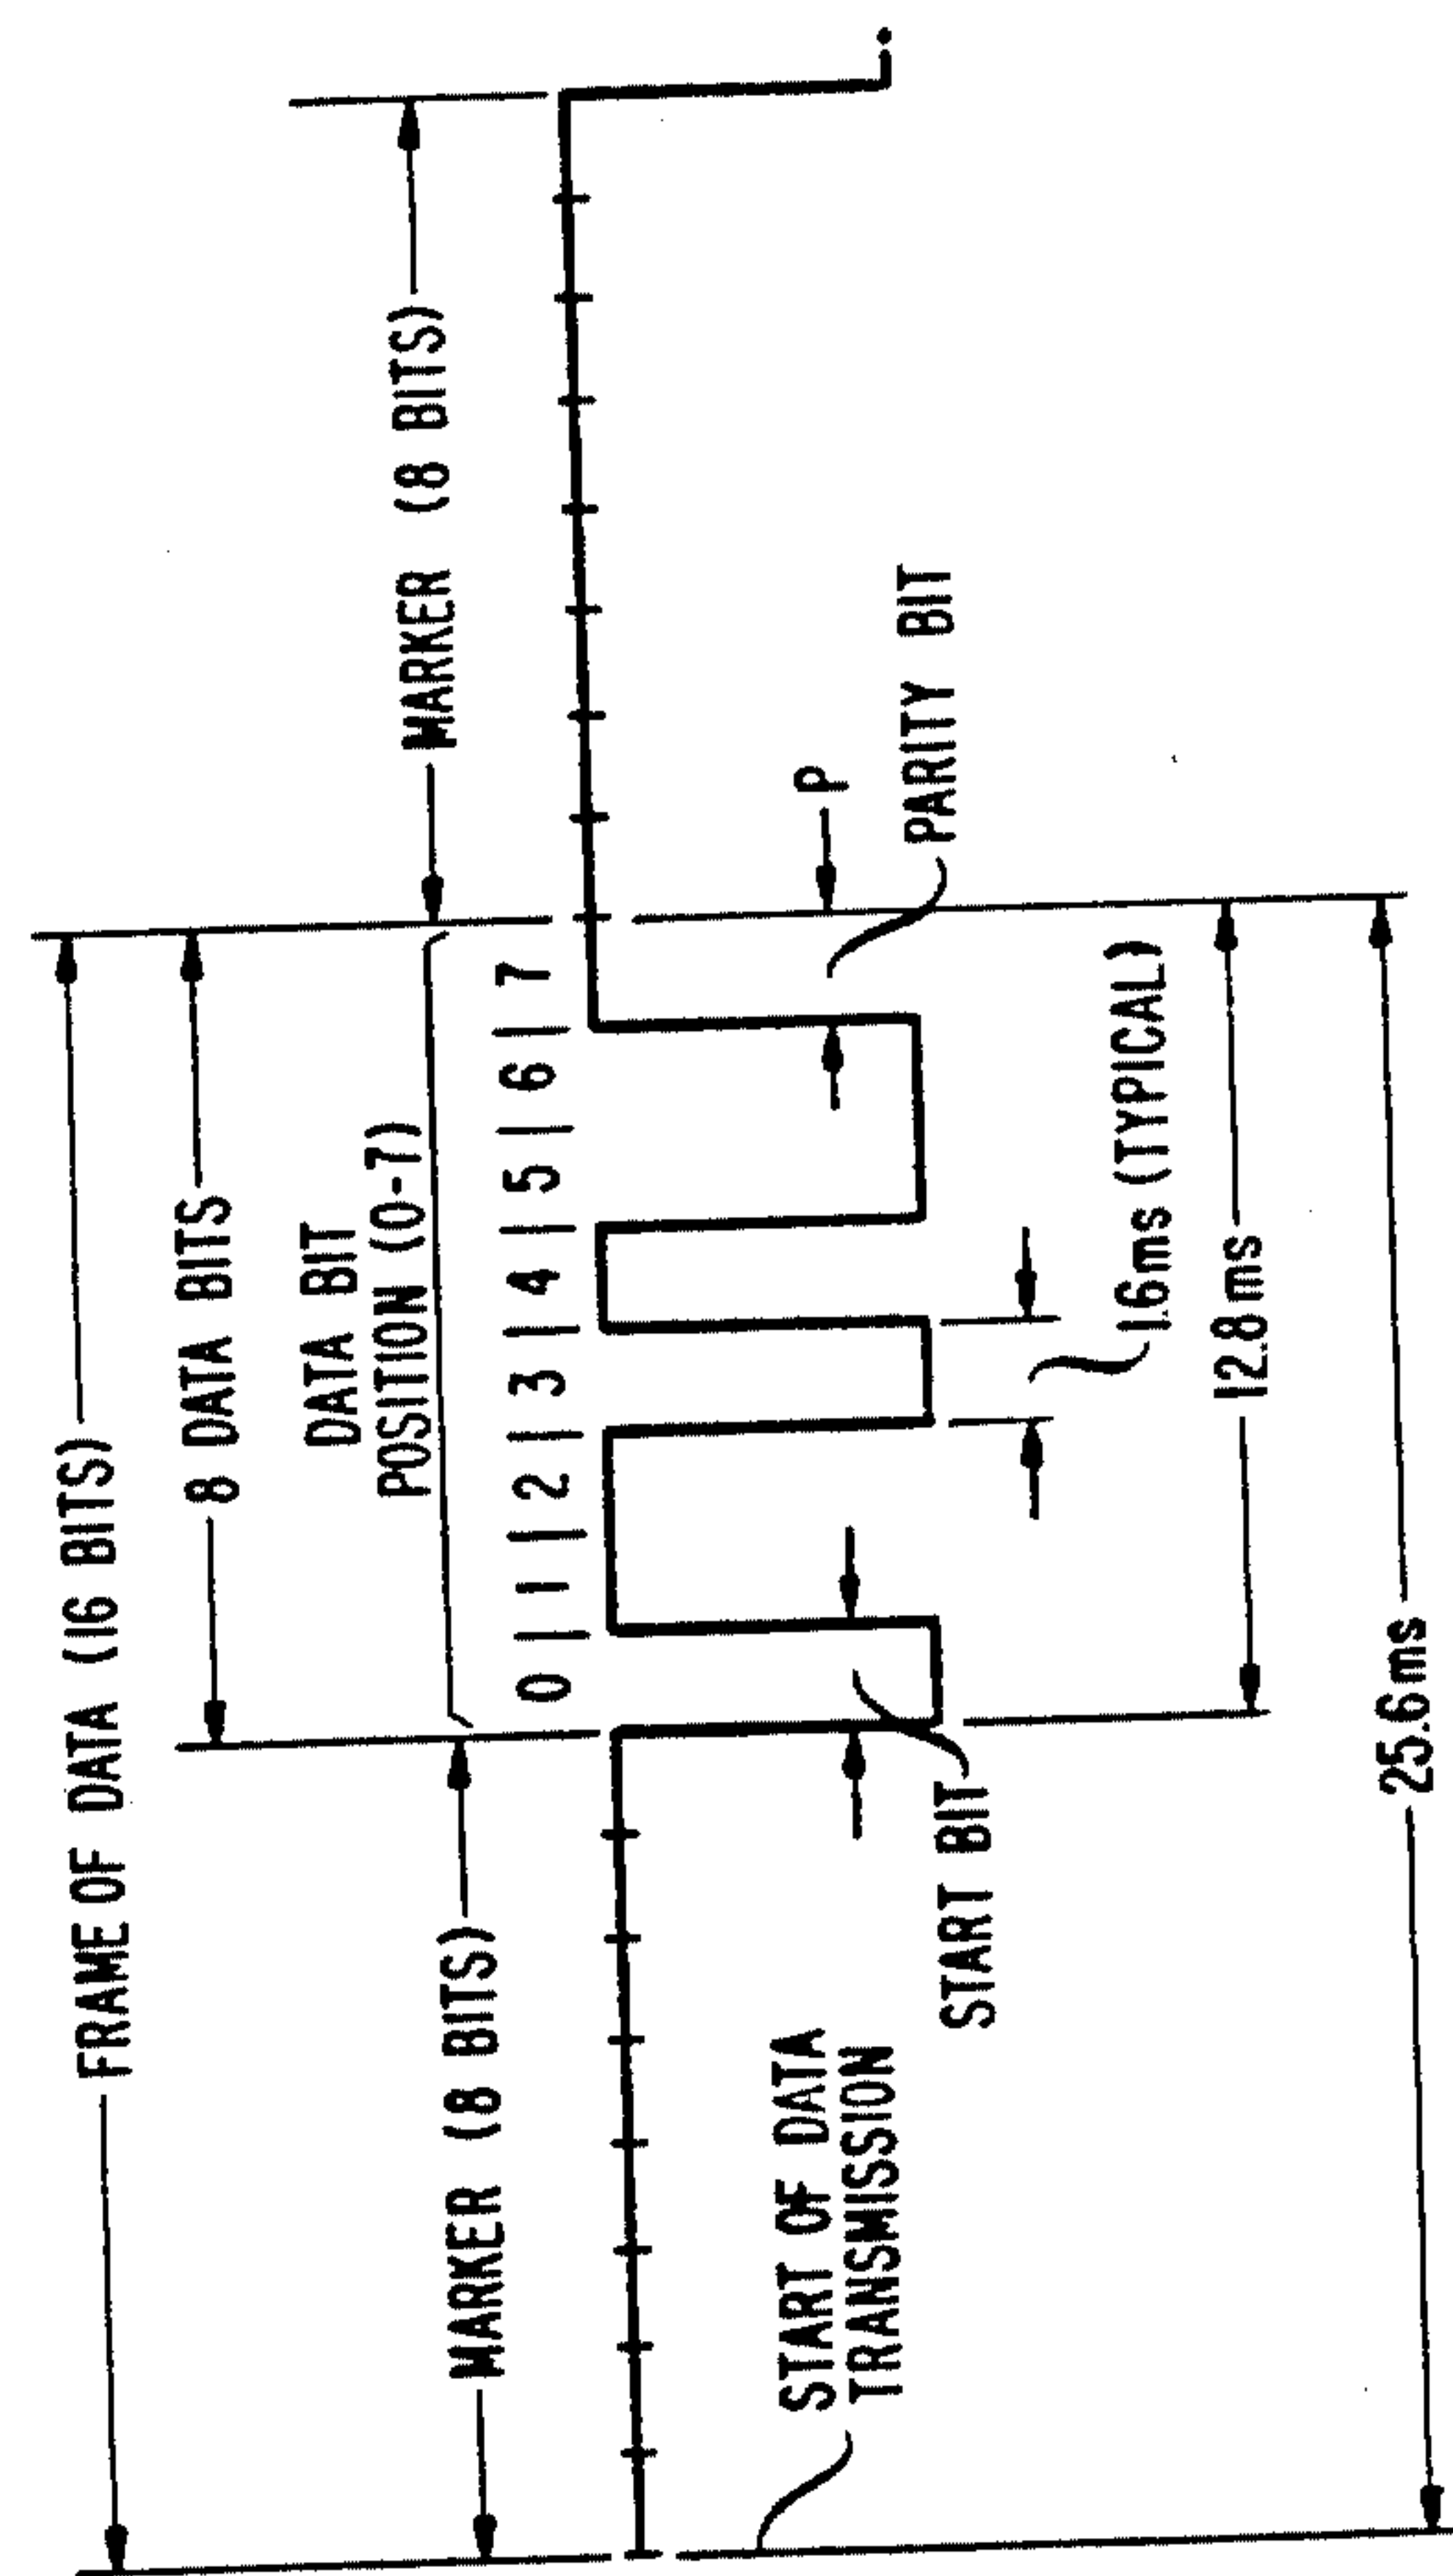 FRAME OF DATA (16 BITS)
8 DATA BITS
MARKER (8 BITS)
DATA BIT
POSITION (0-7)
MARKER (8 BITS)
0 | 1 | 2 | 3 | 4 | 5 | 6 | 7
START OF DATA
TRANSMISSION
START BIT
P
PARITY BIT
1.6ms (TYPICAL)
12.8ms
25.6ms